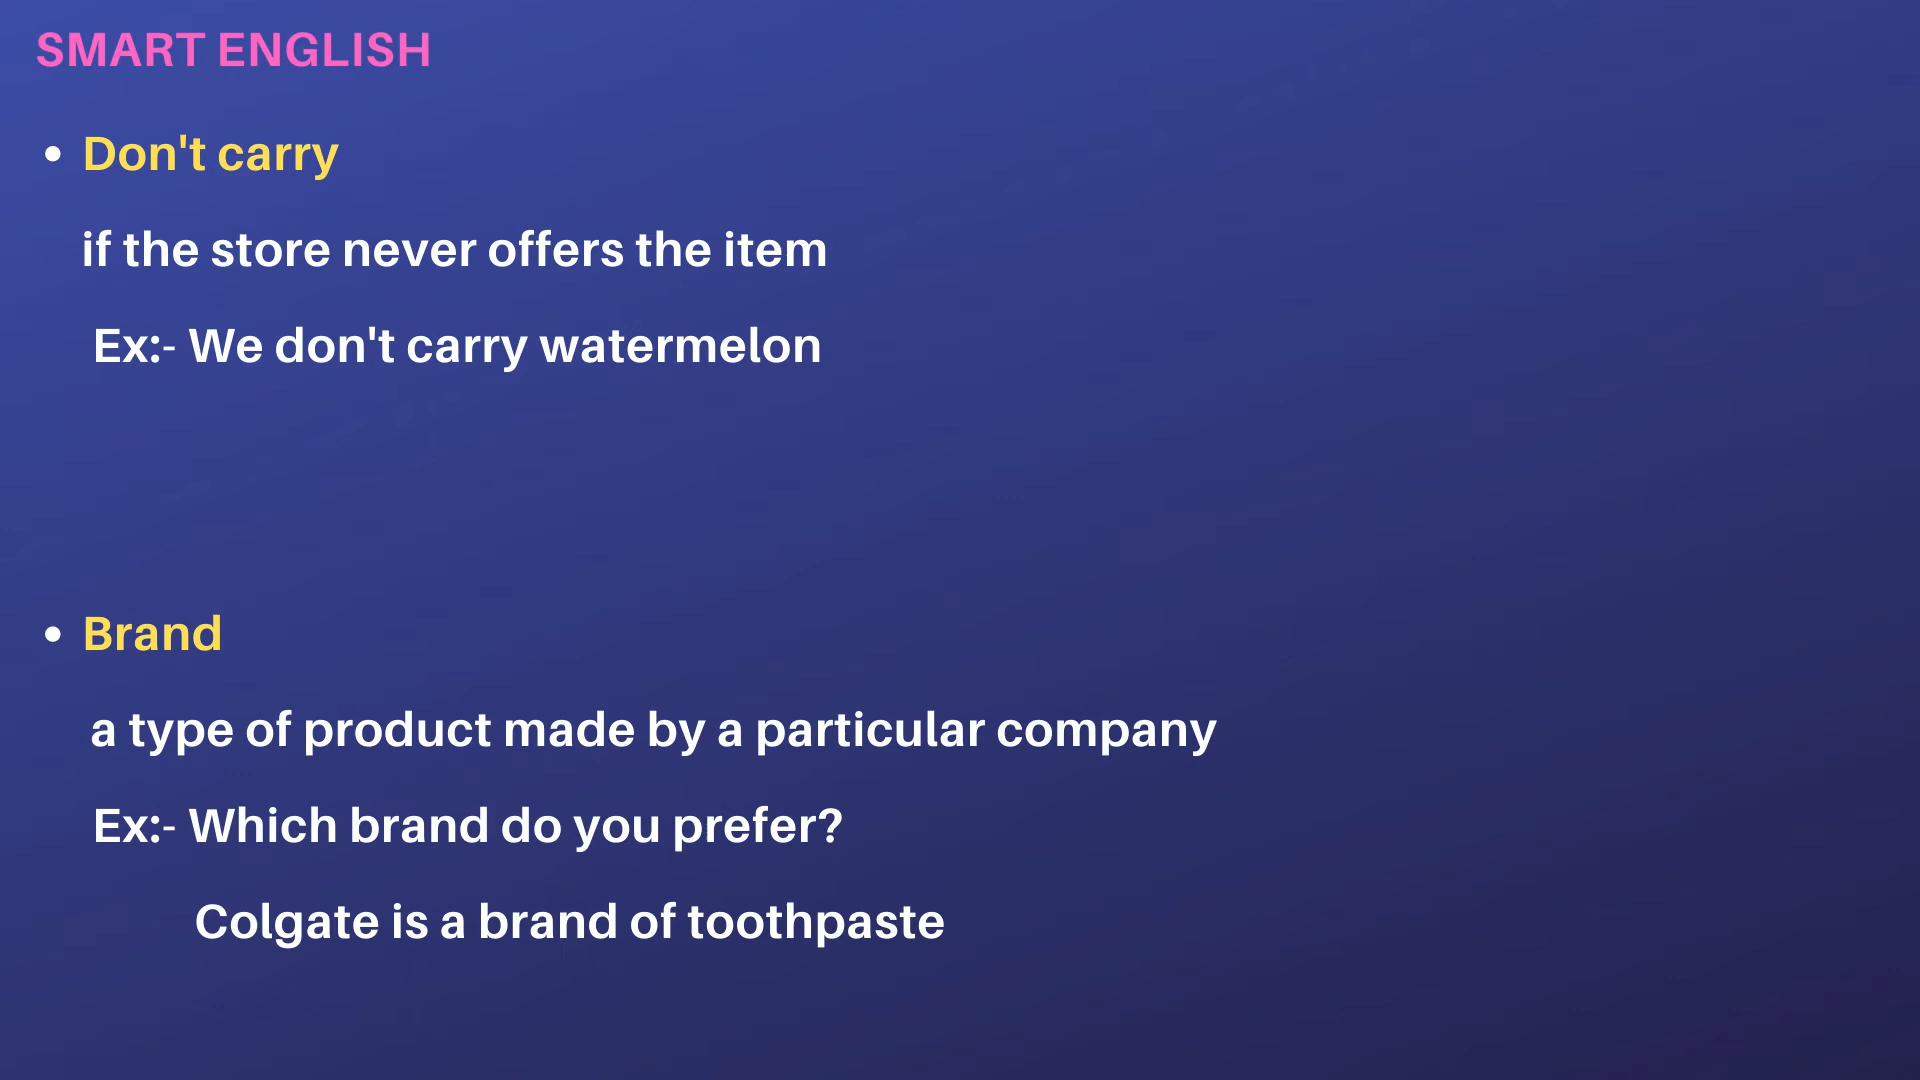 SMART ENGLISH
• Don't carry
if the store never offers the item
Ex:- We don't carry watermelon
• Brand
a type of product made by a particular company
Ex:- Which brand do you prefer?
Colgate is a brand of toothpaste